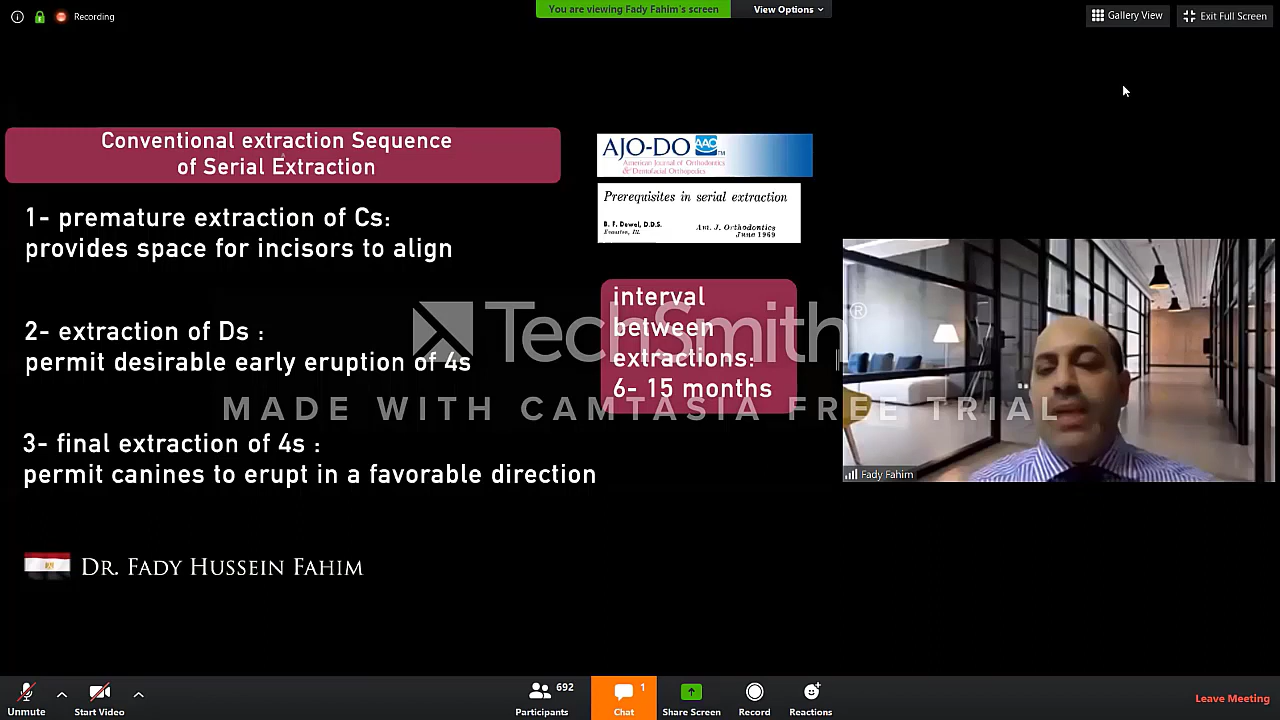 Recording
You are viewing Fady Fahim's screen
View Options
Gallery View
Exit Full Screen
Conventional extraction Sequence
of Serial Extraction
1- premature extraction of Cs:
provides space for incisors to align
2- extraction of Ds :
permit desirable early eruption of 4s
3- final extraction of 4s :
permit canines to erupt in a favorable direction
DR. FADY HUSSEIN FAHIM
AJO-DO AAO TM
American Journal of Orthodontics
& Dentofacial Orthopedics
Prerequisites in serial extraction
B. F. Dewel, D.D.S.
Evanston, Ill.
Am. J. Orthodontics
June 1969
interval
between
extractions:
6- 15 months
TechSmith®
MADE WITH CAMTASIA FREE TRIAL
Fady Fahim
Unmute
Start Video
692
Participants
1
Chat
Share Screen
Record
Reactions
Leave Meeting